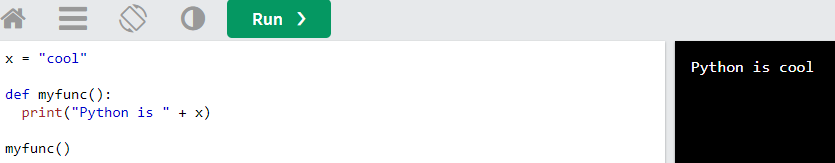 Run ❯
x = "cool"
def myfunc():
  print("Python is " + x)
myfunc()
Python is cool